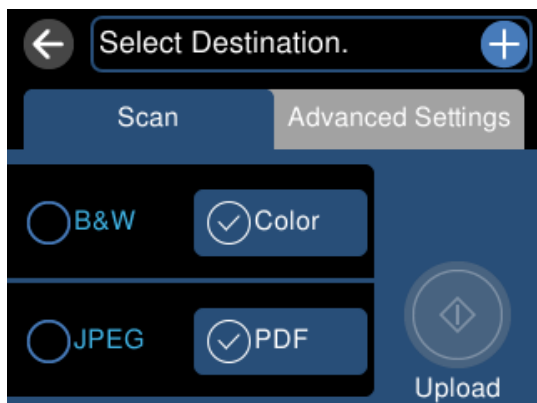 Select Destination.
Scan
Advanced Settings
B&W
Color
JPEG
PDF
Upload